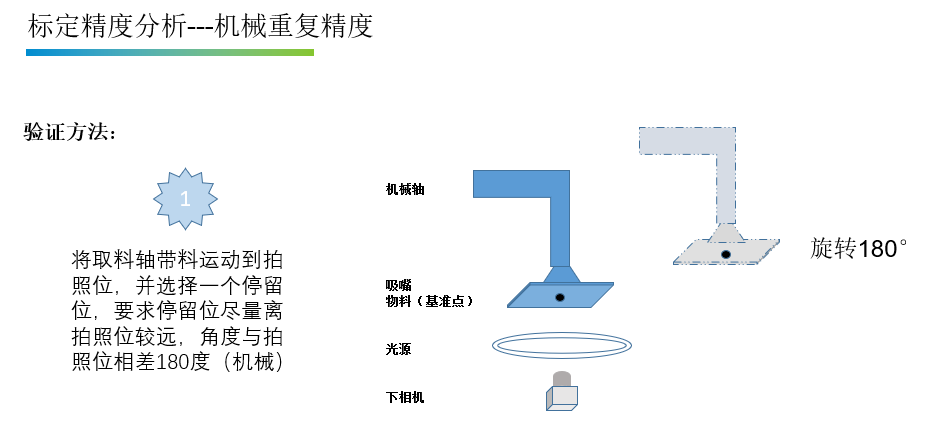 标定精度分析---机械重复精度
验证方法：
1
将取料轴带料运动到拍
照位，并选择一个停留
位，要求停留位尽量离
拍照位较远，角度与拍
照位相差180度（机械）
机械轴
吸嘴
物料（基准点）
光源
下相机
旋转180°